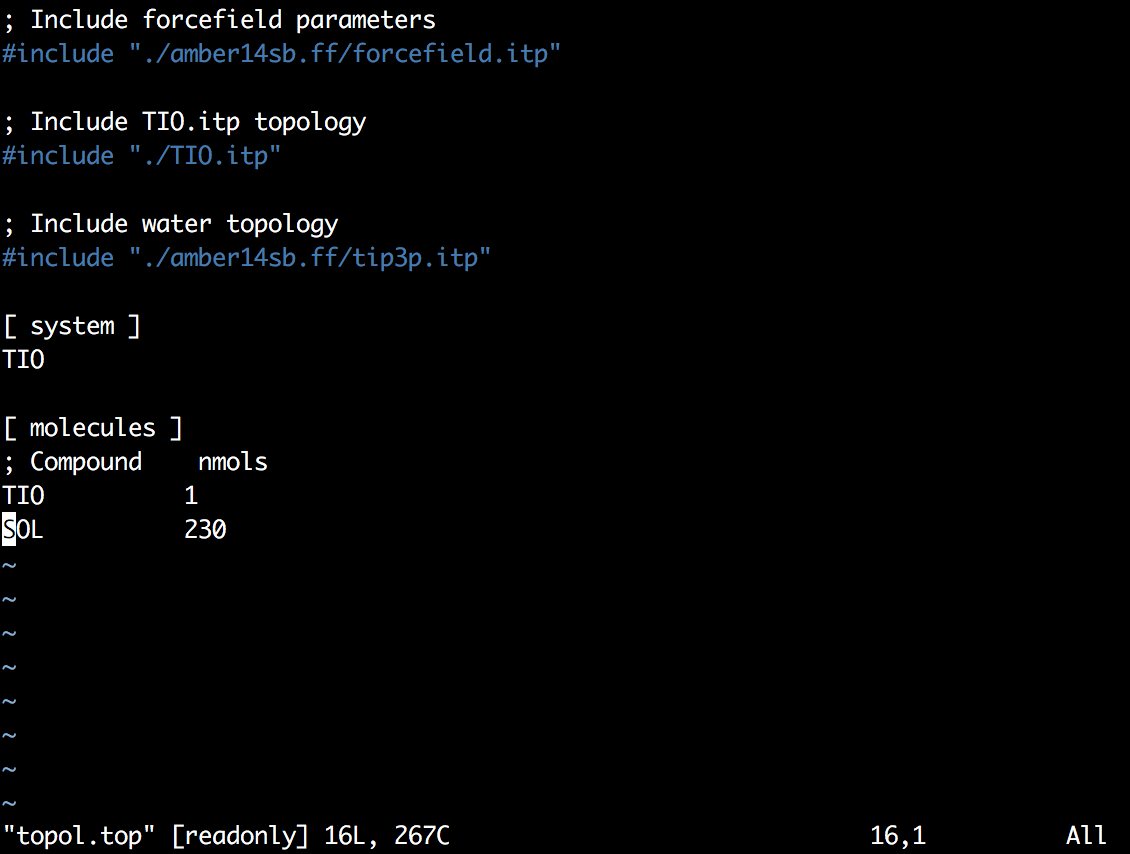 ; Include forcefield parameters
#include "./amber14sb.ff/forcefield.itp"
; Include TIO.itp topology
#include "./TIO.itp"
; Include water topology
#include "./amber14sb.ff/tip3p.itp"
[ system ]
TIO
[ molecules ]
; Compound    nmols
TIO          1
SOL          230
~
~
~
~
~
~
~
~
"topol.top" [readonly] 16L, 267C 16,1 All